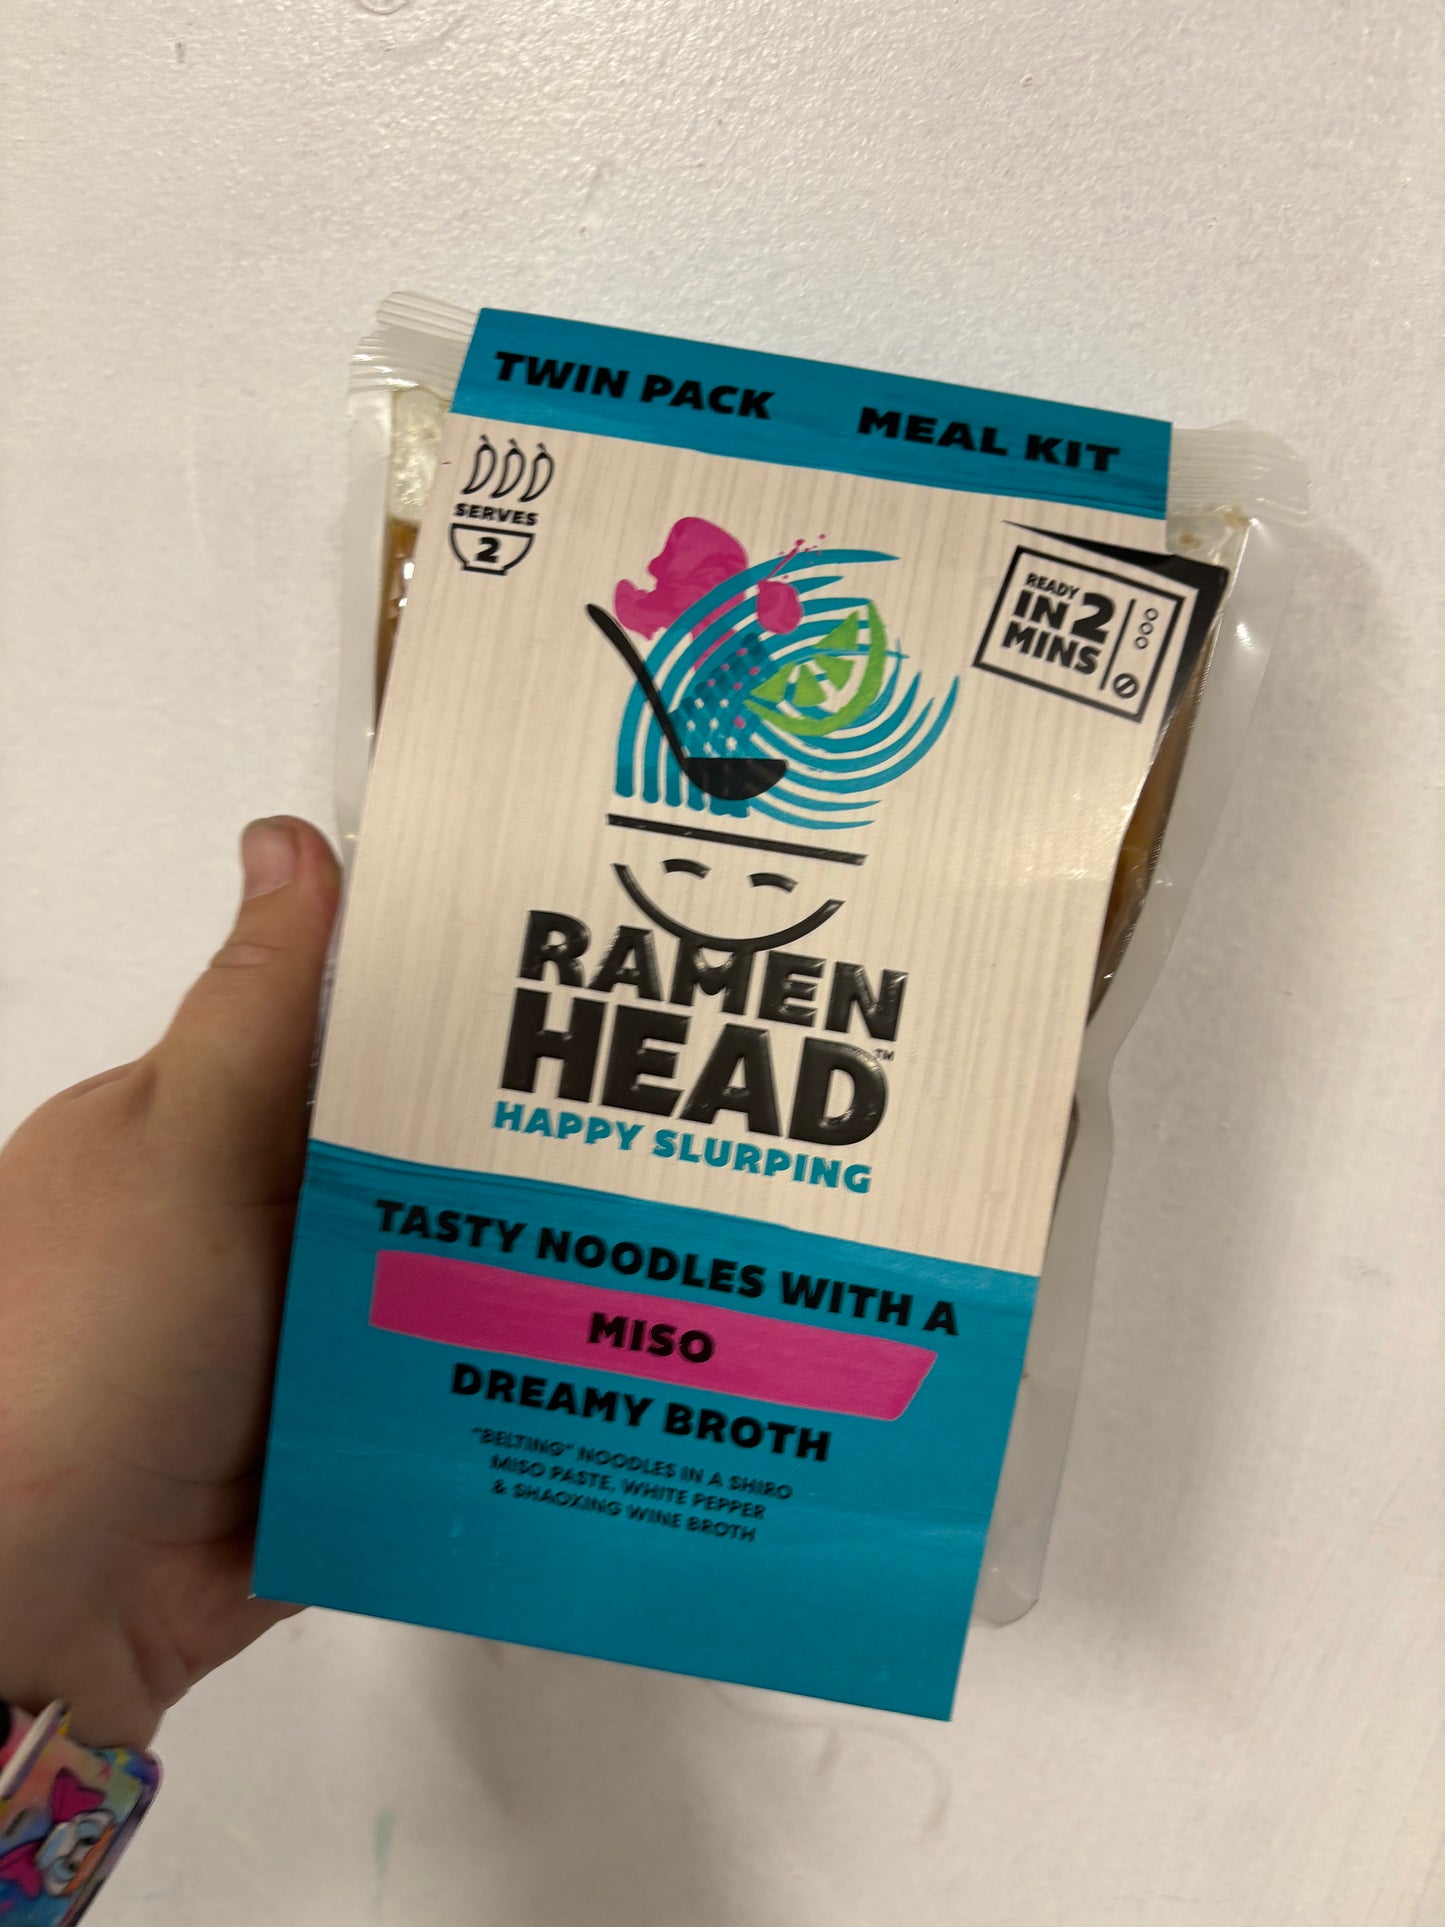 TWIN PACK MEAL KIT
SERVES
2
READY
IN 2
MINS
RAMEN
HEAD™
HAPPY SLURPING
TASTY NOODLES WITH A
MISO
DREAMY BROTH
"BELTING" NOODLES IN A SHIRO
MISO PASTE, WHITE PEPPER
& SHAOXING WINE BROTH